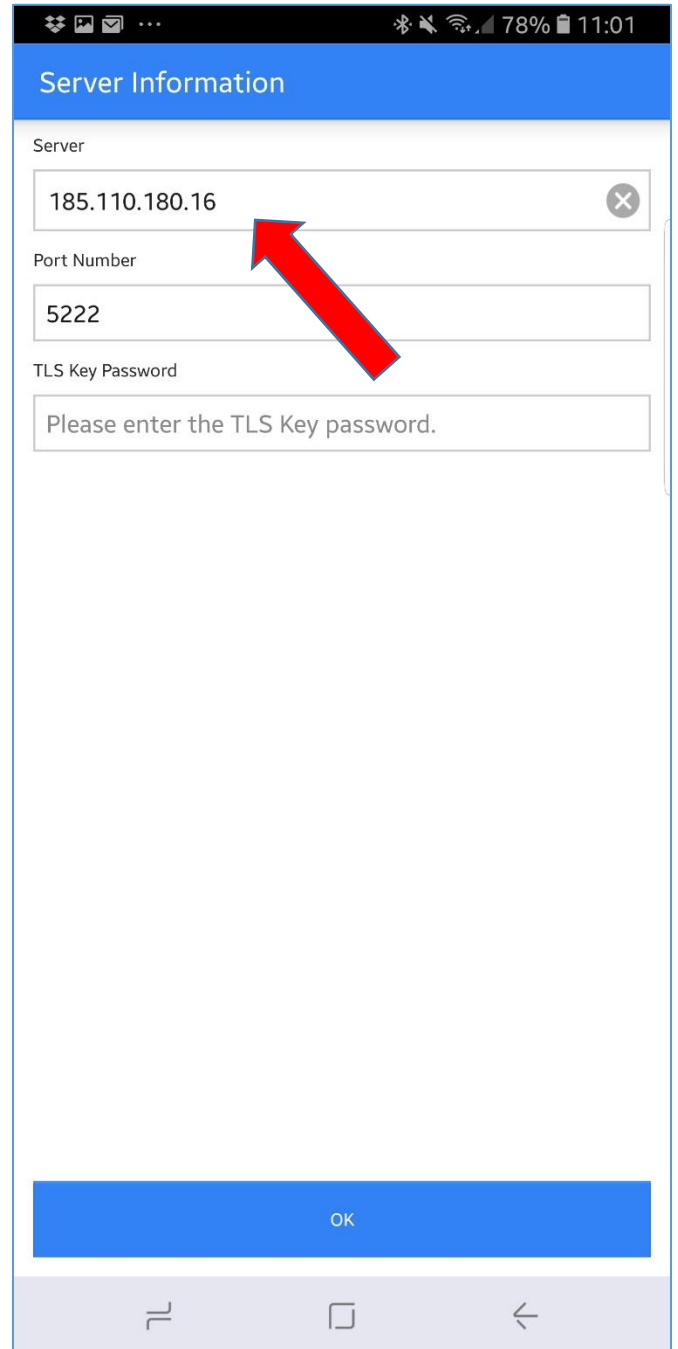 78% 11:01
Server Information
Server
185.110.180.16
Port Number
5222
TLS Key Password
Please enter the TLS Key password.
OK